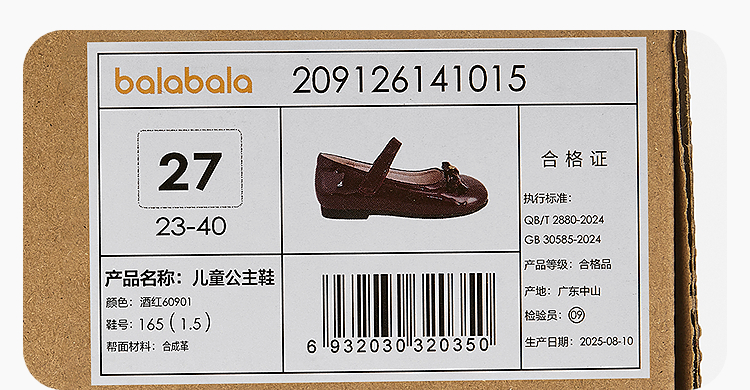 balabala 209126141015
27
23-40
合格证
执行标准:
QB/T 2880-2024
GB 30585-2024
产品等级: 合格品
产地: 广东中山
检验员: 09
生产日期: 2025-08-10
产品名称: 儿童公主鞋
颜色: 酒红60901
鞋号: 165(1.5)
帮面材料: 合成革
6 932030 320350